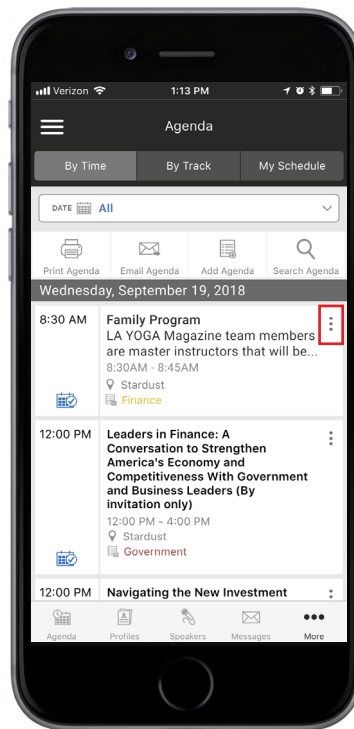 Verizon 1:13 PM
Agenda
By Time By Track My Schedule
DATE All
Print Agenda Email Agenda Add Agenda Search Agenda
Wednesday, September 19, 2018
8:30 AM Family Program
LA YOGA Magazine team members
are master instructors that will be...
8:30AM - 8:45AM
Stardust
Finance
12:00 PM Leaders in Finance: A
Conversation to Strengthen
America's Economy and
Competitiveness With Government
and Business Leaders (By
invitation only)
12:00 PM - 4:00 PM
Stardust
Government
12:00 PM Navigating the New Investment
Agenda Profiles Speakers Messages More